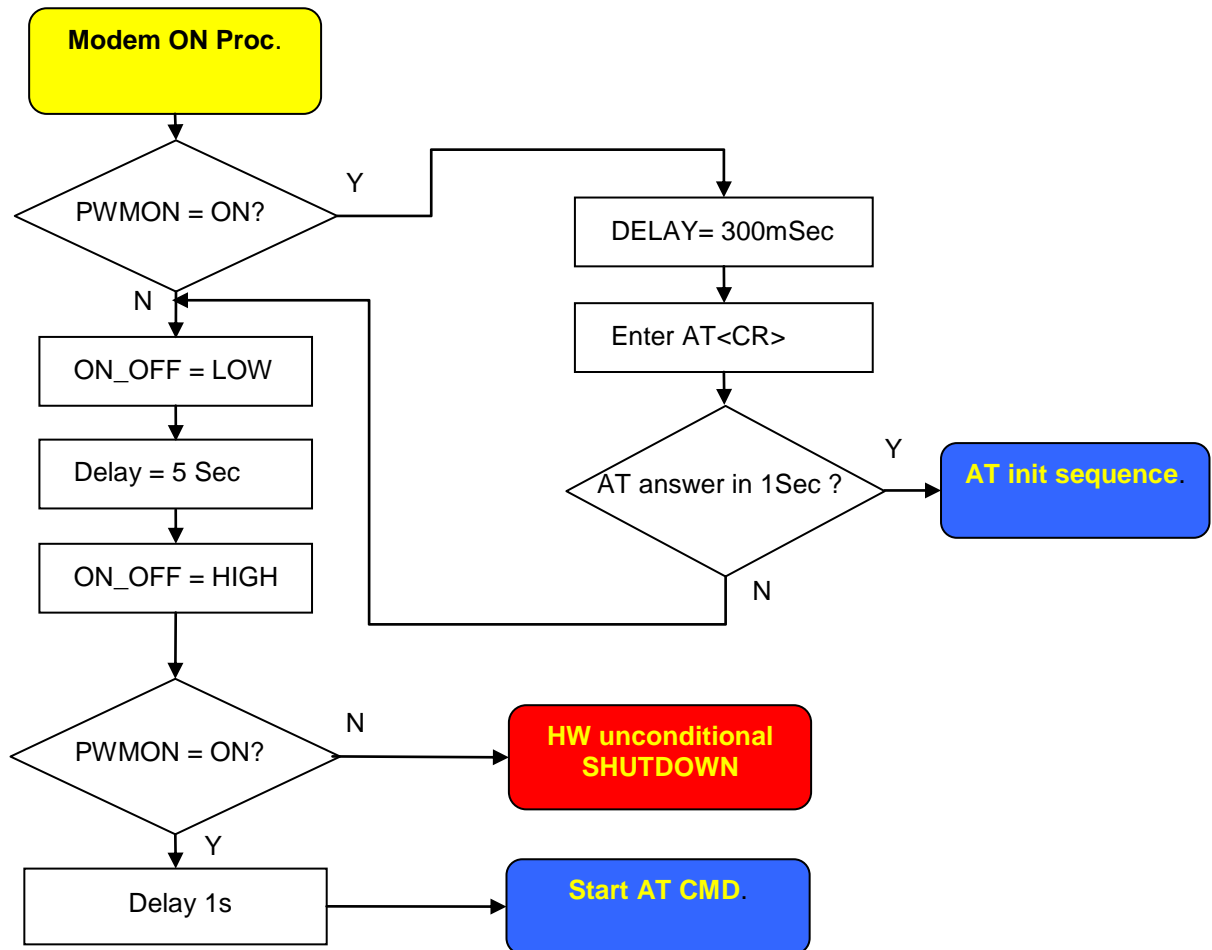 Modem ON Proc.
PWMON = ON?
Y
N
DELAY= 300mSec
Enter AT<CR>
AT answer in 1Sec ?
Y
AT init sequence.
N
ON_OFF = LOW
Delay = 5 Sec
ON_OFF = HIGH
PWMON = ON?
N
HW unconditional
SHUTDOWN
Y
Delay 1s
Start AT CMD.